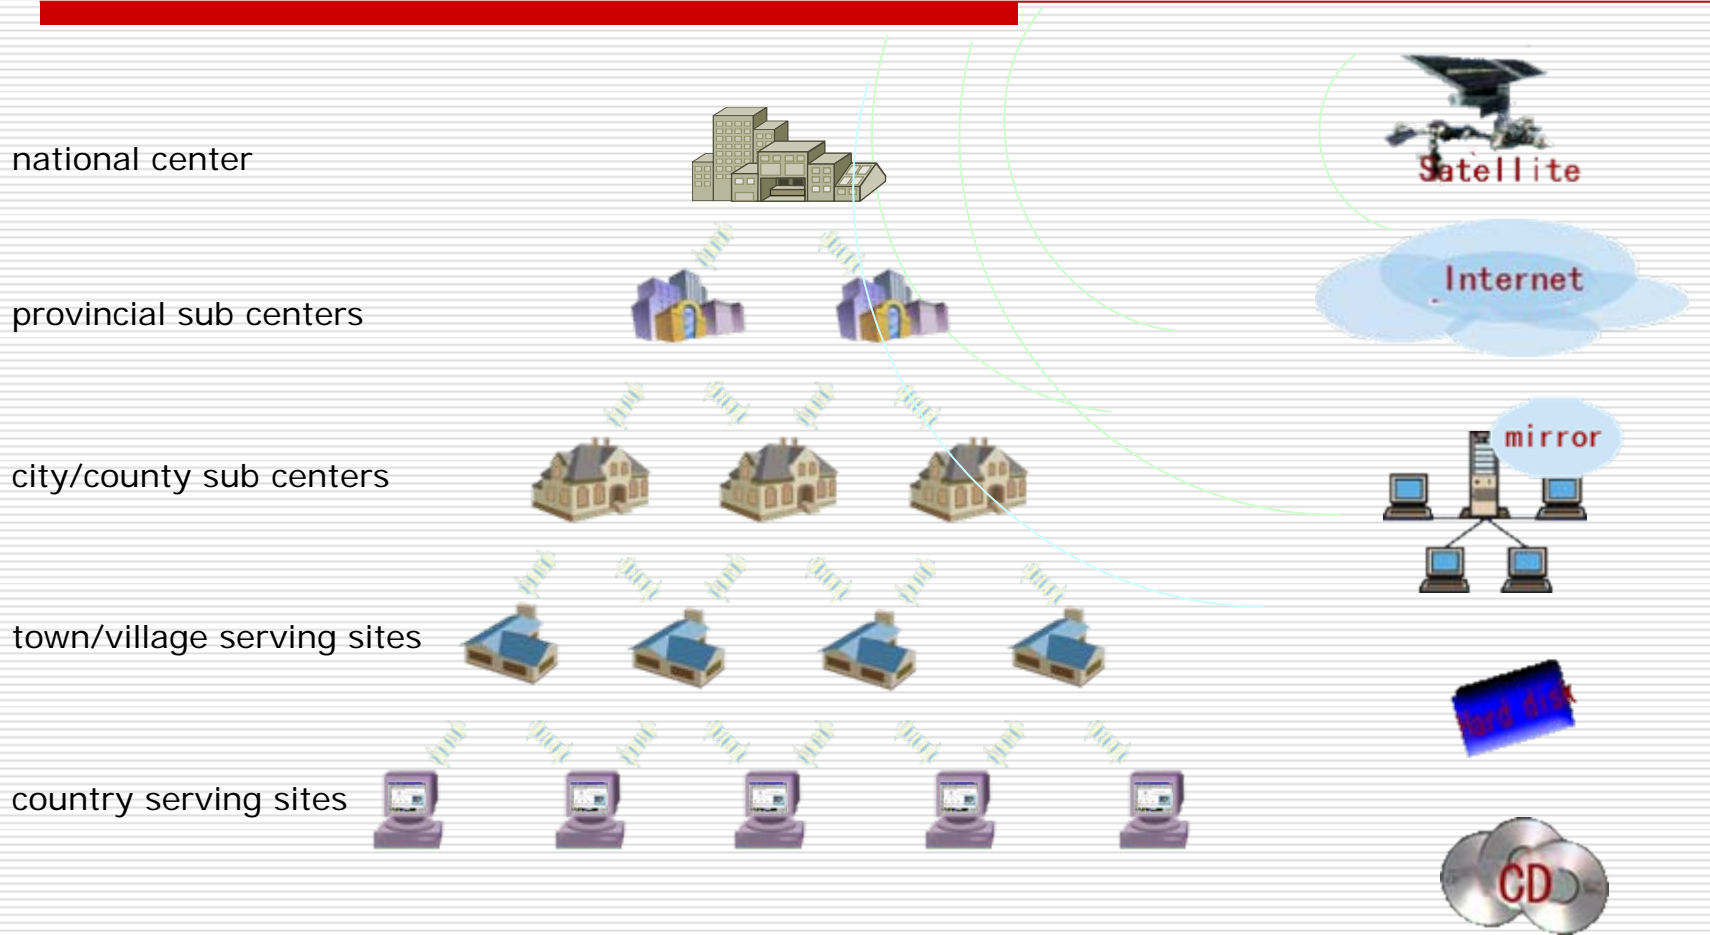 national center
Satellite
provincial sub centers
Internet
city/county sub centers
mirror
town/village serving sites
Hard disk
country serving sites
CD